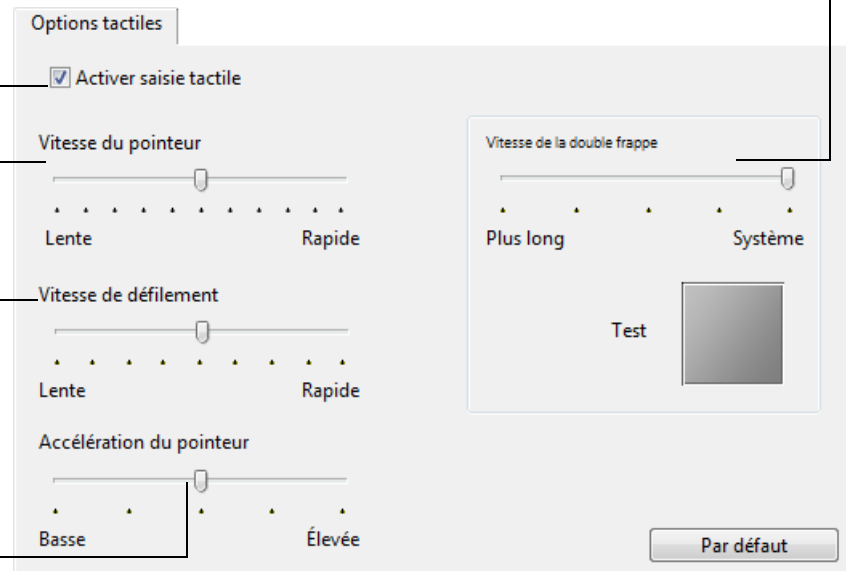 Options tactiles
Activer saisie tactile
Vitesse du pointeur
Lente Rapide
Vitesse de défilement
Lente Rapide
Accélération du pointeur
Basse Élevée
Vitesse de la double frappe
Plus long Système
Test
Par défaut